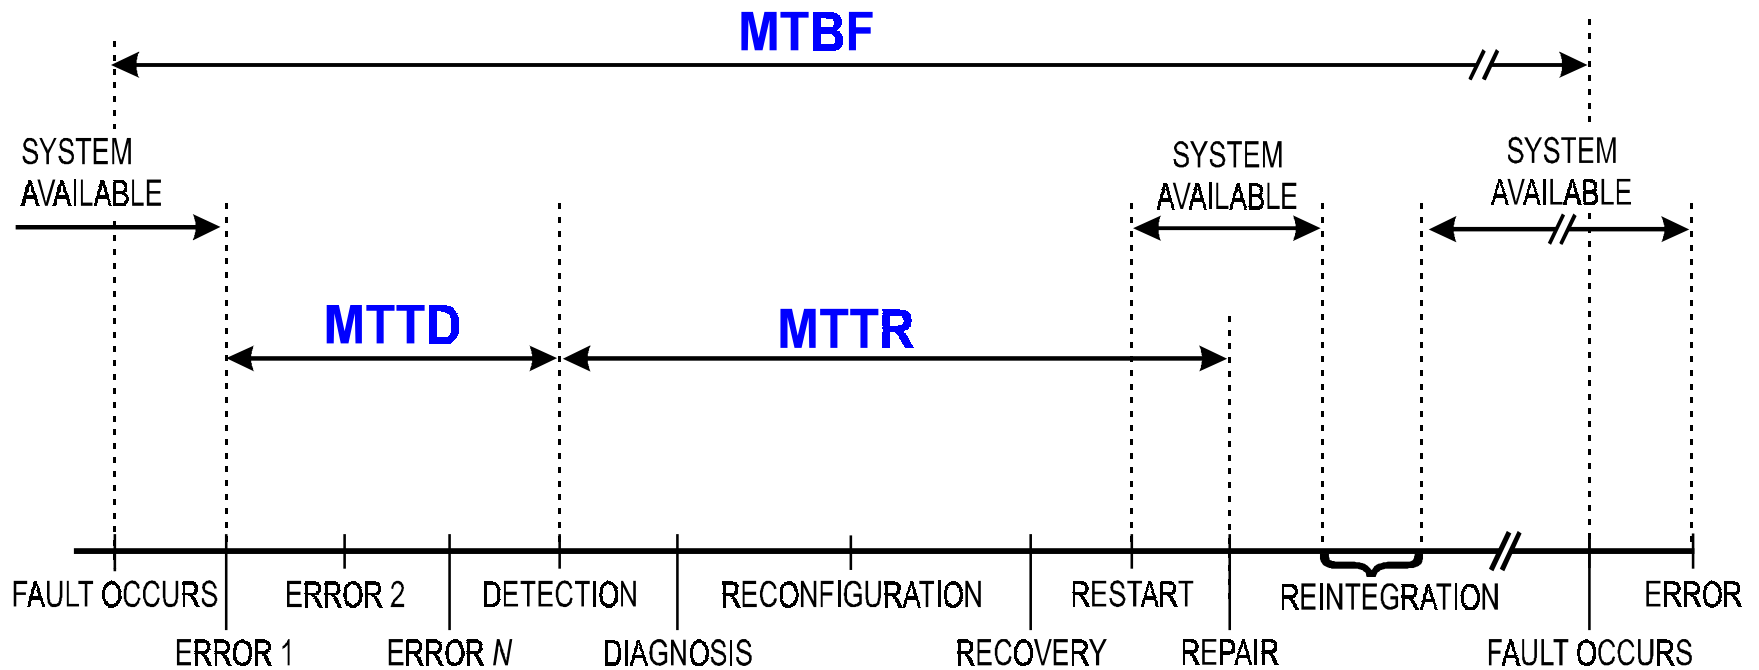 MTBF
SYSTEM
AVAILABLE
SYSTEM
AVAILABLE
SYSTEM
AVAILABLE
MTTD
MTTR
FAULT OCCURS
ERROR 1
ERROR 2
ERROR N
DETECTION
DIAGNOSIS
RECONFIGURATION
RECOVERY
RESTART
REPAIR
REINTEGRATION
FAULT OCCURS
ERROR